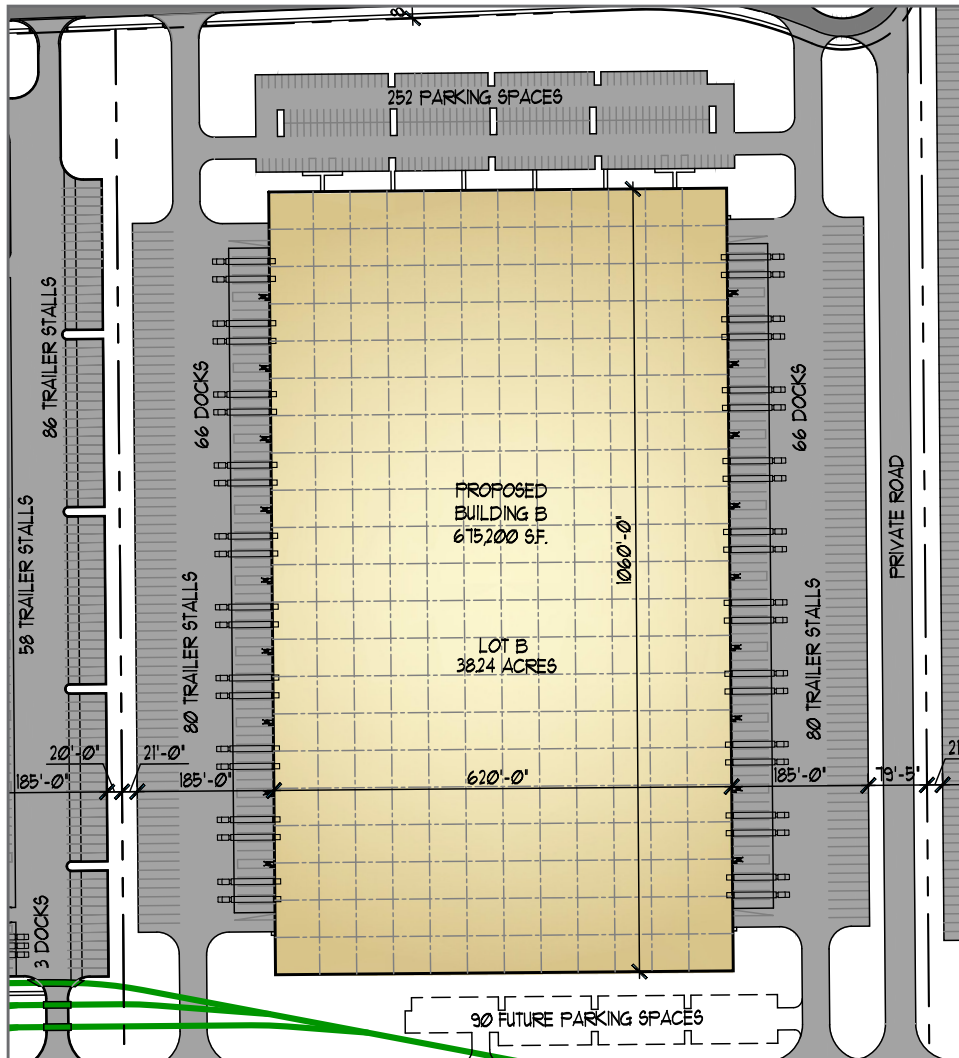 252 PARKING SPACES
86 TRAILER STALLS
66 DOCKS
66 DOCKS
PROPOSED
BUILDING B
675,200 S.F.
1060'-0"
PRIVATE ROAD
58 TRAILER STALLS
80 TRAILER STALLS
80 TRAILER STALLS
LOT B
38.24 ACRES
20'-0"
21'-0"
21
185'-0"
185'-0"
620'-0"
185'-0"
79'-5"
3 DOCKS
90 FUTURE PARKING SPACES